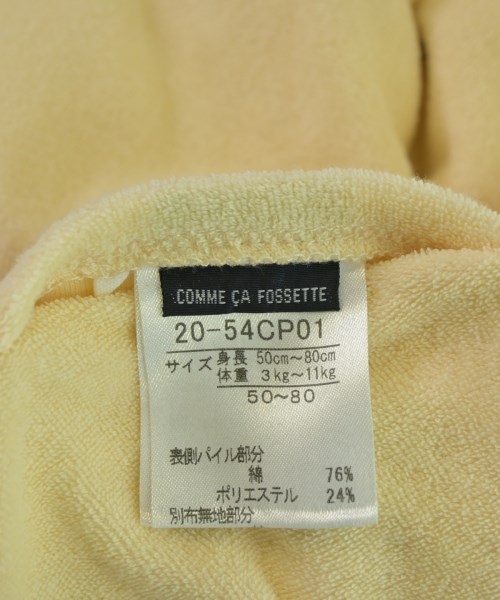 COMME ÇA FOSSETTE
20-54CP01
サイズ 身長 50cm～80cm
体重 3kg～11kg
50～80
表側パイル部分
綿 76%
ポリエステル 24%
別布無地部分